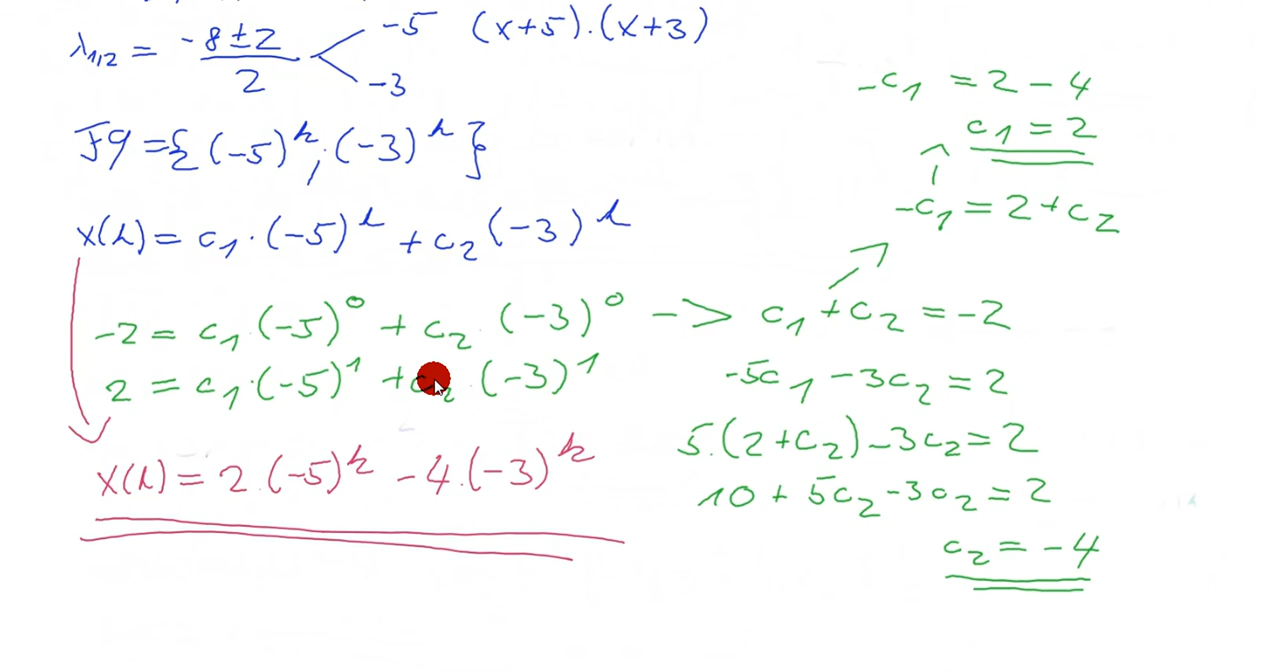 λ1,2 = (-8 ± 2)/2 < -5 (x+5).(x+3)
-3
F9 = { (-5)^k ; (-3)^k }
x(k) = c1 · (-5)^k + c2 (-3)^k
-2 = c1 · (-5)^0 + c2 · (-3)^0 -> c1 + c2 = -2
2 = c1 · (-5)^1 + c2 · (-3)^1
x(k) = 2 · (-5)^k - 4 · (-3)^k
-c1 = 2 - 4
c1 = 2
-c1 = 2 + c2
-5c1 - 3c2 = 2
5.(2+c2) - 3c2 = 2
10 + 5c2 - 3c2 = 2
c2 = -4